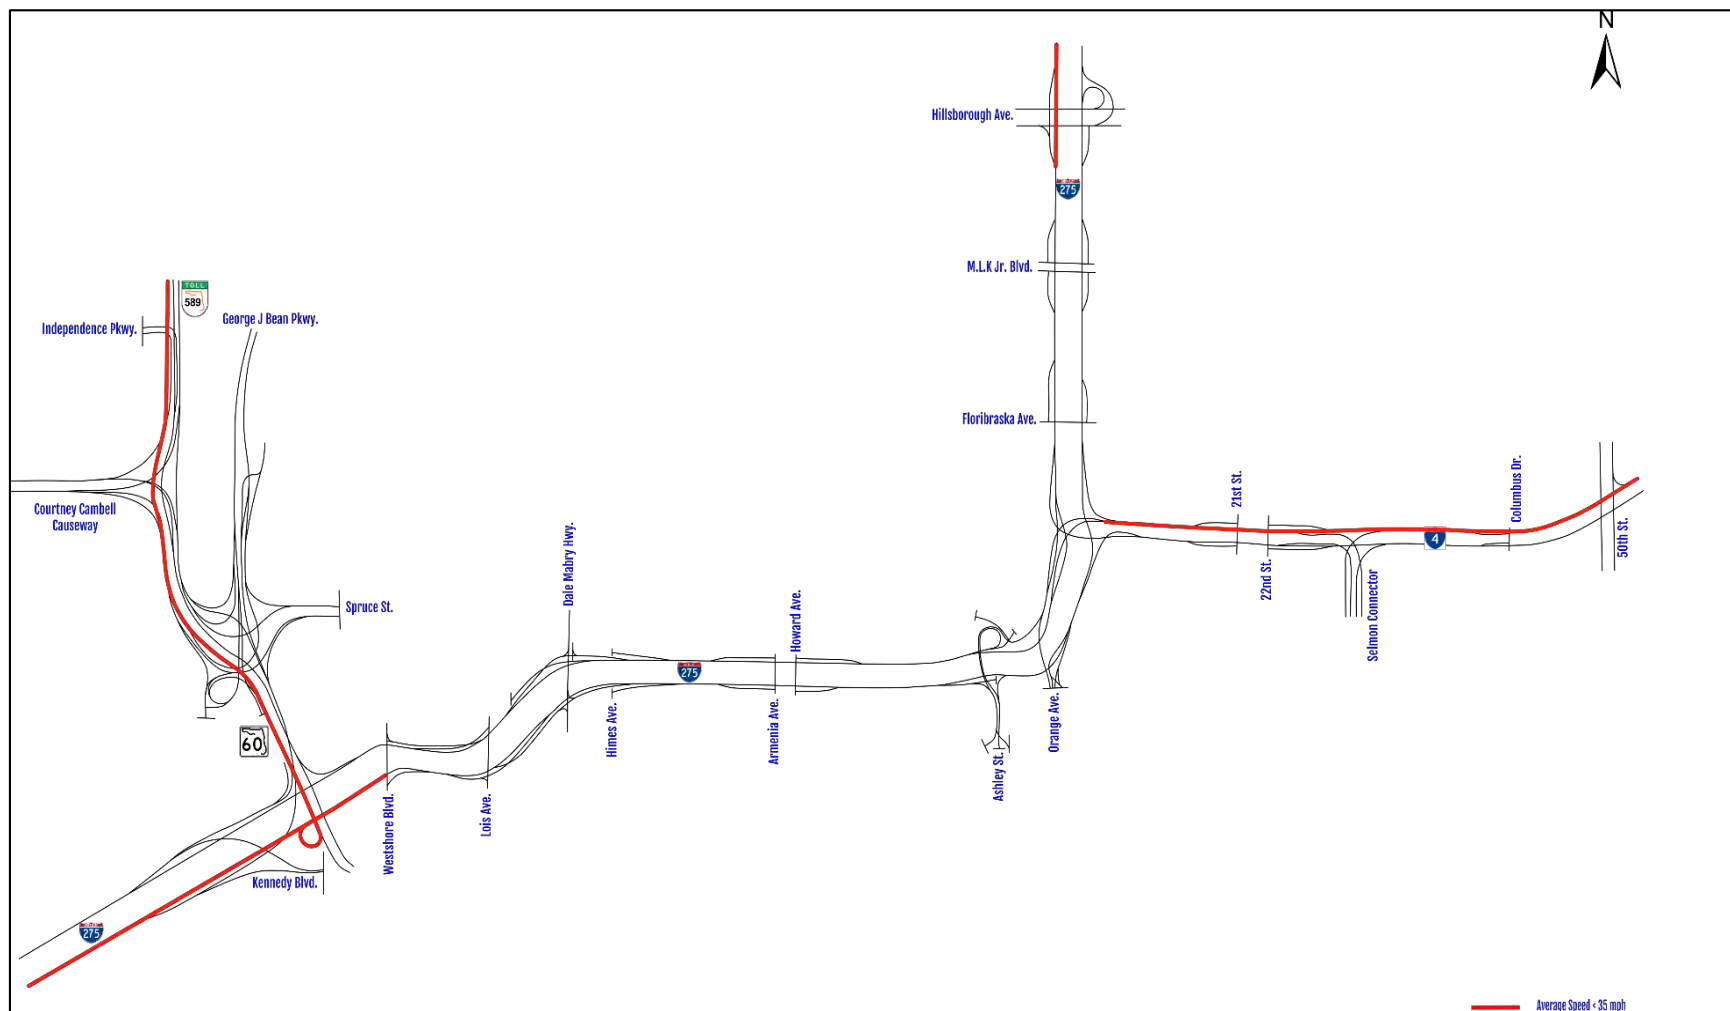 N
Hillsborough Ave.
275
M.L.K Jr. Blvd.
TOLL
589
Independence Pkwy.
George J Bean Pkwy.
Floribraska Ave.
Courtney Cambell
Causeway
21st St.
Columbus Dr.
4
50th St.
22nd St.
Selmon Connector
Dale Mabry Hwy.
Spruce St.
Howard Ave.
275
Himes Ave.
Armenia Ave.
Ashley St.
Orange Ave.
60
Westshore Blvd.
Lois Ave.
Kennedy Blvd.
275
Average Speed < 35 mph